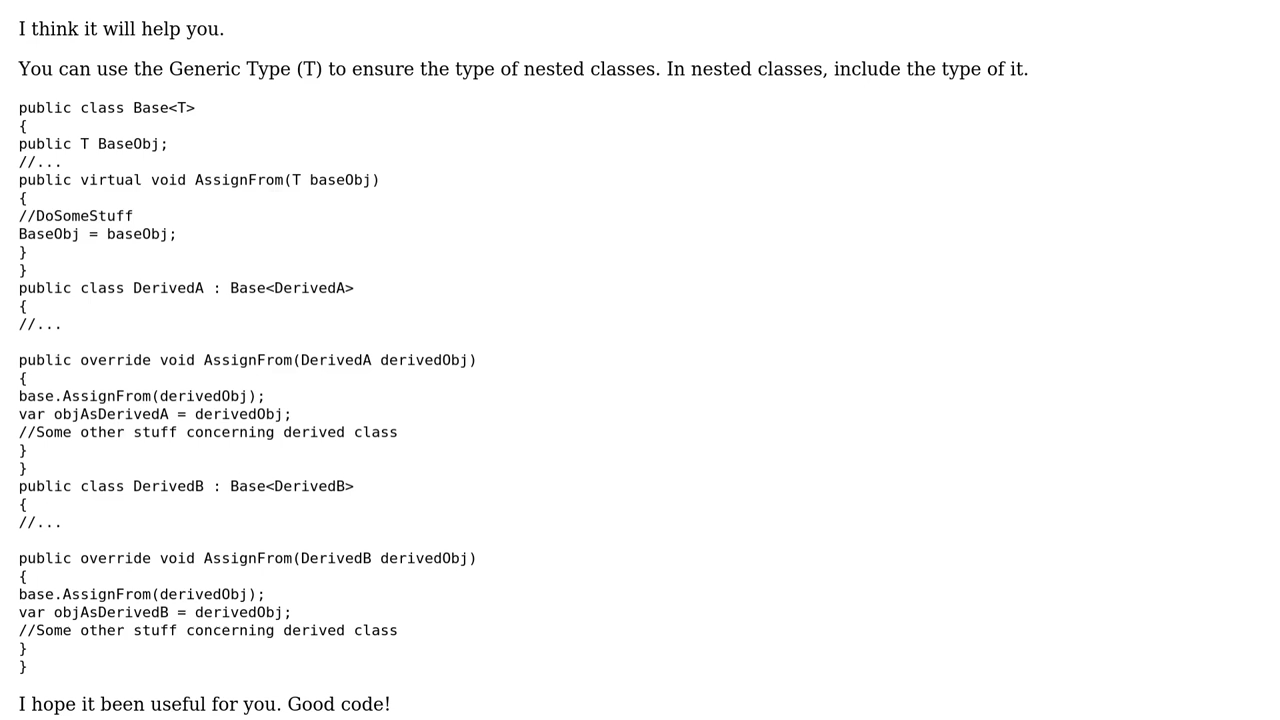 I think it will help you.
You can use the Generic Type (T) to ensure the type of nested classes. In nested classes, include the type of it.
public class Base<T>
{
public T BaseObj;
//...
public virtual void AssignFrom(T baseObj)
{
//DoSomeStuff
BaseObj = baseObj;
}
}
public class DerivedA : Base<DerivedA>
{
//...
public override void AssignFrom(DerivedA derivedObj)
{
base.AssignFrom(derivedObj);
var objAsDerivedA = derivedObj;
//Some other stuff concerning derived class
}
}
public class DerivedB : Base<DerivedB>
{
//...
public override void AssignFrom(DerivedB derivedObj)
{
base.AssignFrom(derivedObj);
var objAsDerivedB = derivedObj;
//Some other stuff concerning derived class
}
}
I hope it been useful for you. Good code!